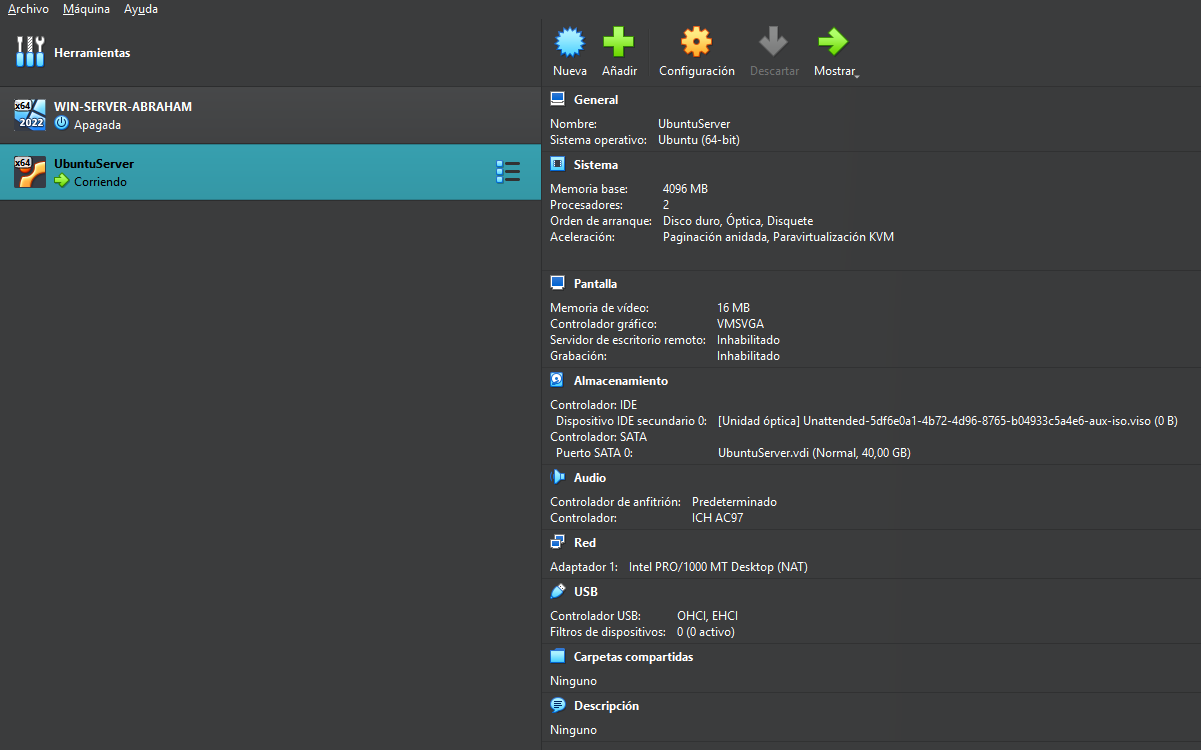 Archivo Máquina Ayuda
Herramientas
x64 2022 WIN-SERVER-ABRAHAM
Apagada
x64 UbuntuServer
Corriendo
Nueva Añadir Configuración Descartar Mostrar
General
Nombre: UbuntuServer
Sistema operativo: Ubuntu (64-bit)
Sistema
Memoria base: 4096 MB
Procesadores: 2
Orden de arranque: Disco duro, Óptica, Disquete
Aceleración: Paginación anidada, Paravirtualización KVM
Pantalla
Memoria de vídeo: 16 MB
Controlador gráfico: VMSVGA
Servidor de escritorio remoto: Inhabilitado
Grabación: Inhabilitado
Almacenamiento
Controlador: IDE
Dispositivo IDE secundario 0: [Unidad óptica] Unattended-5df6e0a1-4b72-4d96-8765-b04933c5a4e6-aux-iso.viso (0 B)
Controlador: SATA
Puerto SATA 0: UbuntuServer.vdi (Normal, 40,00 GB)
Audio
Controlador de anfitrión: Predeterminado
Controlador: ICH AC97
Red
Adaptador 1: Intel PRO/1000 MT Desktop (NAT)
USB
Controlador USB: OHCI, EHCI
Filtros de dispositivos: 0 (0 activo)
Carpetas compartidas
Ninguno
Descripción
Ninguno